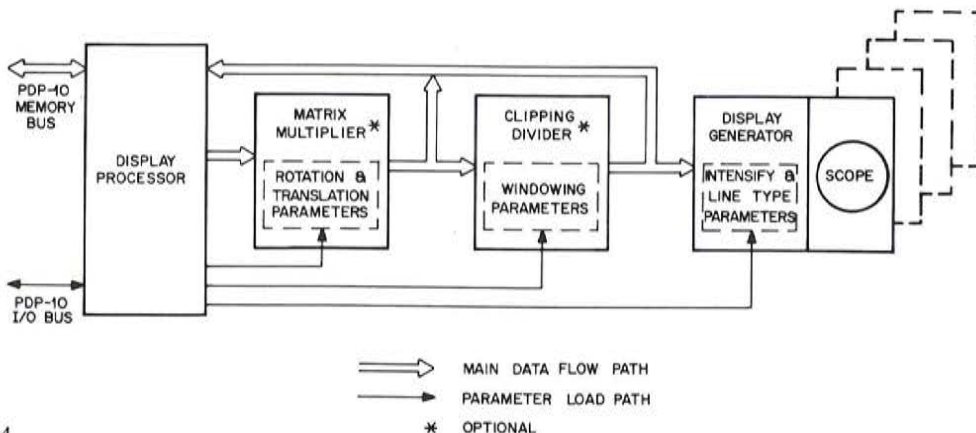 PDP-10
MEMORY
BUS
DISPLAY
PROCESSOR
PDP-10
I/O BUS
MATRIX
MULTIPLIER*
ROTATION &
TRANSLATION
PARAMETERS
CLIPPING
DIVIDER*
WINDOWING
PARAMETERS
DISPLAY
GENERATOR
INTENSIFY &
LINE TYPE
PARAMETERS
SCOPE
MAIN DATA FLOW PATH
PARAMETER LOAD PATH
* OPTIONAL